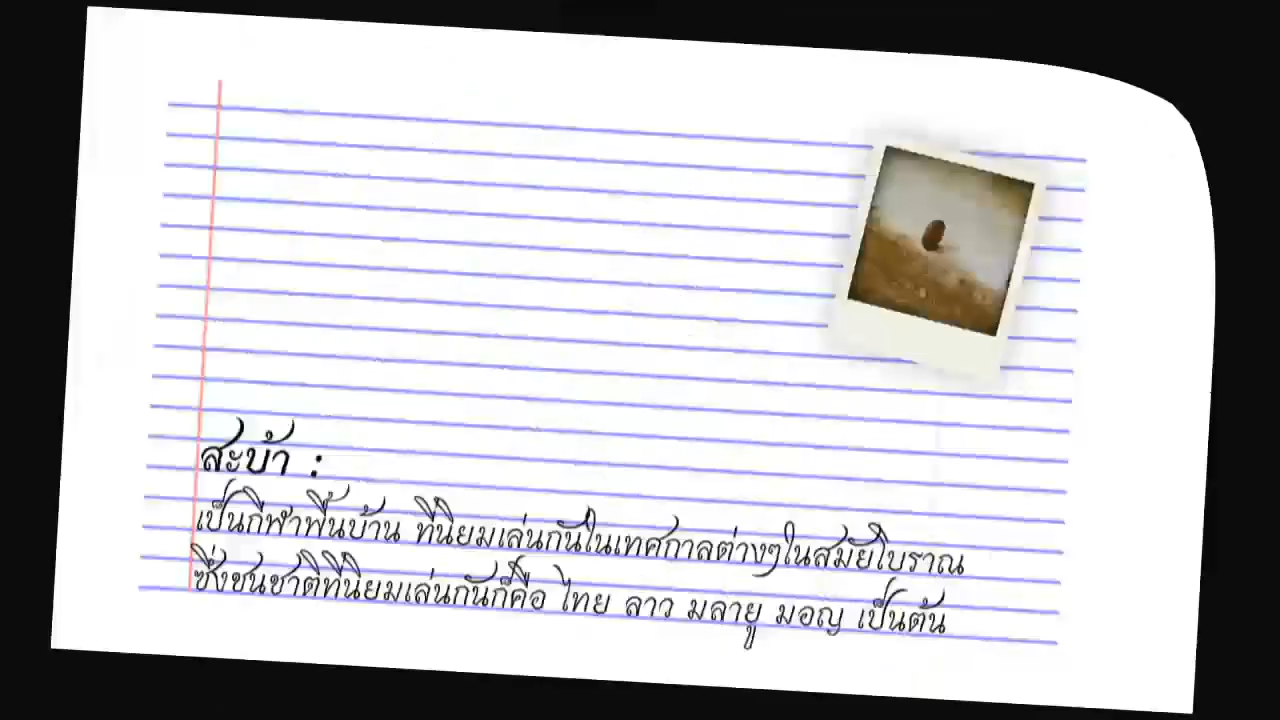 สะบ้า :
เป็นกีฬาพื้นบ้าน ที่นิยมเล่นกันในเทศกาลต่างๆในสมัยโบราณ
ซึ่งชนชาติที่นิยมเล่นกันก็คือ ไทย ลาว มลายู มอญ เป็นต้น